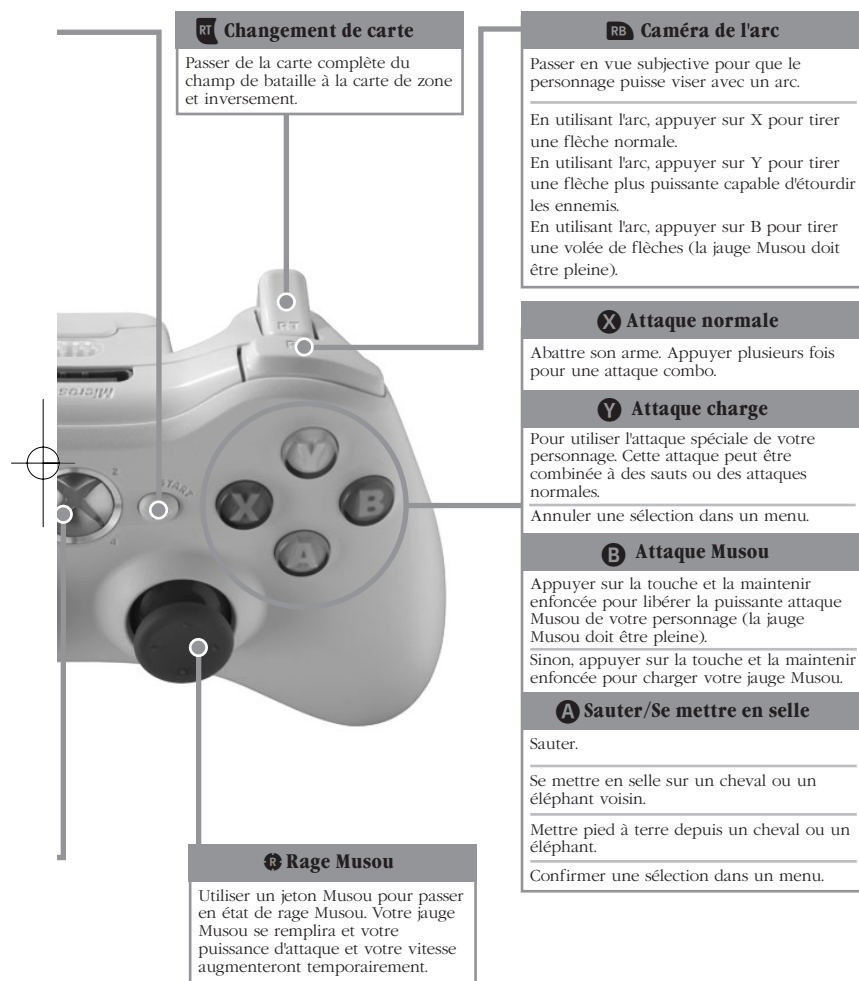 RT Changement de carte
Passer de la carte complète du
champ de bataille à la carte de zone
et inversement.
RB Caméra de l'arc
Passer en vue subjective pour que le
personnage puisse viser avec un arc.
En utilisant l'arc, appuyer sur X pour tirer
une flèche normale.
En utilisant l'arc, appuyer sur Y pour tirer
une flèche plus puissante capable d'étourdir
les ennemis.
En utilisant l'arc, appuyer sur B pour tirer
une volée de flèches (la jauge Musou doit
être pleine).
X Attaque normale
Abattre son arme. Appuyer plusieurs fois
pour une attaque combo.
Y Attaque charge
Pour utiliser l'attaque spéciale de votre
personnage. Cette attaque peut être
combinée à des sauts ou des attaques
normales.
Annuler une sélection dans un menu.
B Attaque Musou
Appuyer sur la touche et la maintenir
enfoncée pour libérer la puissante attaque
Musou de votre personnage (la jauge
Musou doit être pleine).
Sinon, appuyer sur la touche et la maintenir
enfoncée pour charger votre jauge Musou.
A Sauter/Se mettre en selle
Sauter.
Se mettre en selle sur un cheval ou un
éléphant voisin.
Mettre pied à terre depuis un cheval ou un
éléphant.
Confirmer une sélection dans un menu.
R Rage Musou
Utiliser un jeton Musou pour passer
en état de rage Musou. Votre jauge
Musou se remplira et votre
puissance d'attaque et votre vitesse
augmenteront temporairement.
RT
Micros
2
4
START
Y
X
B
A